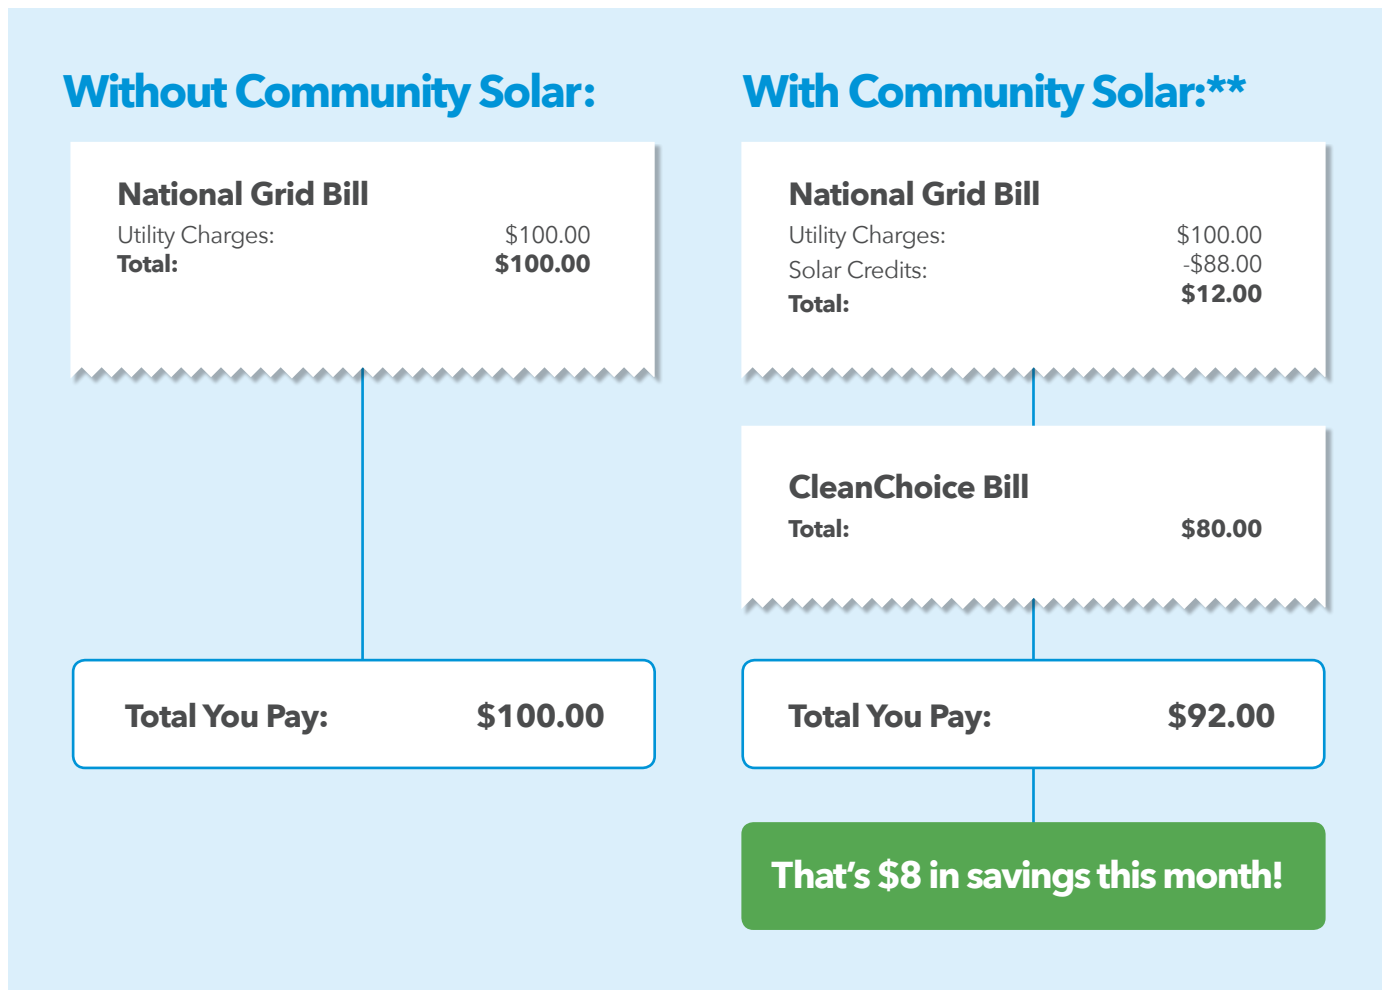 Without Community Solar:
National Grid Bill
Utility Charges: $100.00
Total: $100.00
Total You Pay: $100.00
With Community Solar:**
National Grid Bill
Utility Charges: $100.00
Solar Credits: -$88.00
Total: $12.00
CleanChoice Bill
Total: $80.00
Total You Pay: $92.00
That’s $8 in savings this month!